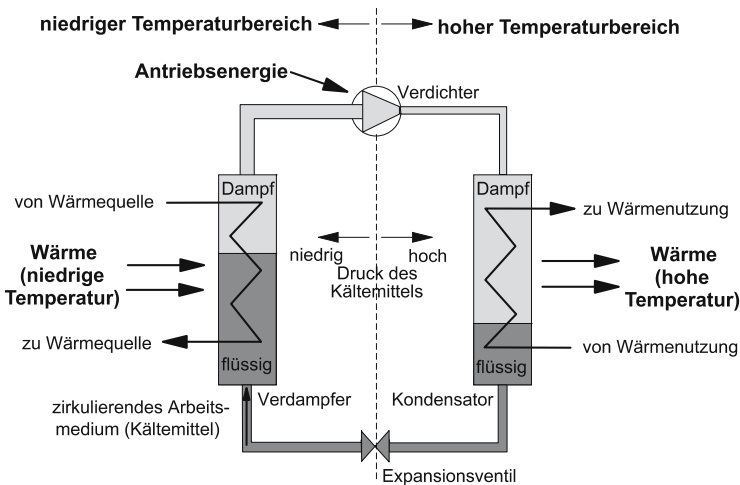 niedriger Temperaturbereich
hoher Temperaturbereich
Antriebsenergie
Verdichter
Dampf
Dampf
von Wärmequelle
zu Wärmenutzung
Wärme
(niedrige
Temperatur)
niedrig
hoch
Druck des
Kältemittels
Wärme
(hohe
Temperatur)
zu Wärmequelle
von Wärmenutzung
flüssig
flüssig
zirkulierendes Arbeits-
medium (Kältemittel)
Verdampfer
Kondensator
Expansionsventil